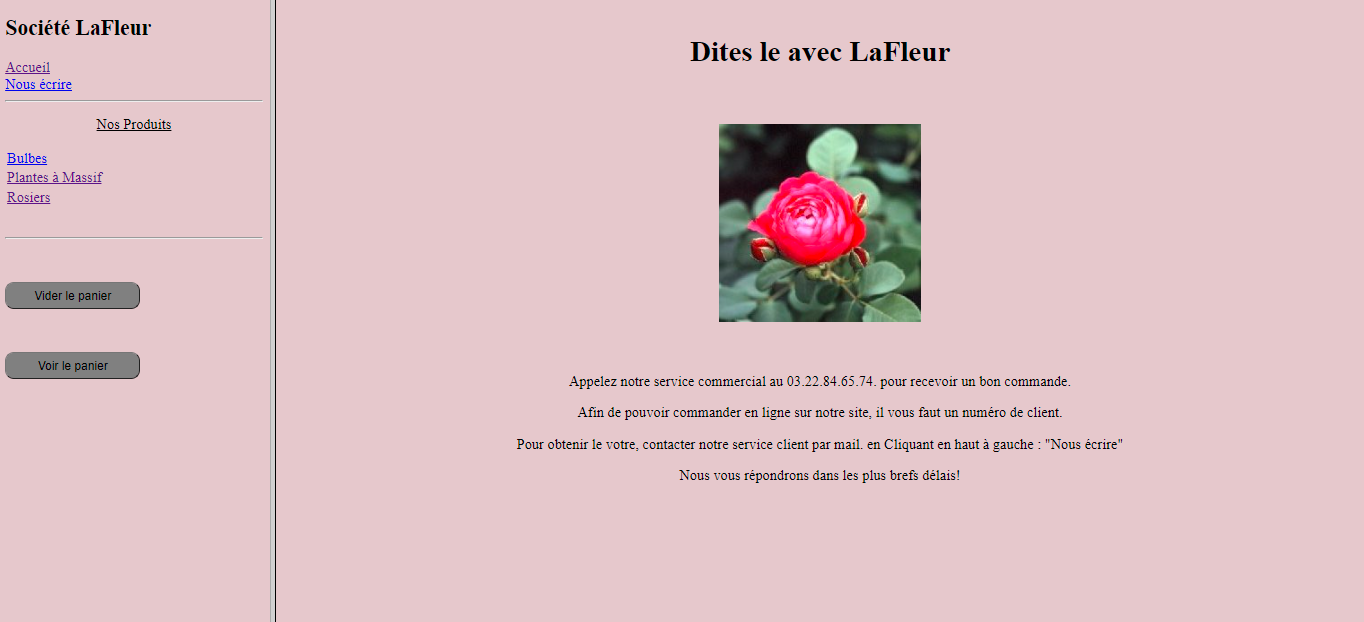 Société LaFleur
Accueil
Nous écrire
Nos Produits
Bulbes
Plantes à Massif
Rosiers
Vider le panier
Voir le panier
Dites le avec LaFleur
Appelez notre service commercial au 03.22.84.65.74. pour recevoir un bon commande.
Afin de pouvoir commander en ligne sur notre site, il vous faut un numéro de client.
Pour obtenir le votre, contacter notre service client par mail. en Cliquant en haut à gauche : "Nous écrire"
Nous vous répondrons dans les plus brefs délais!